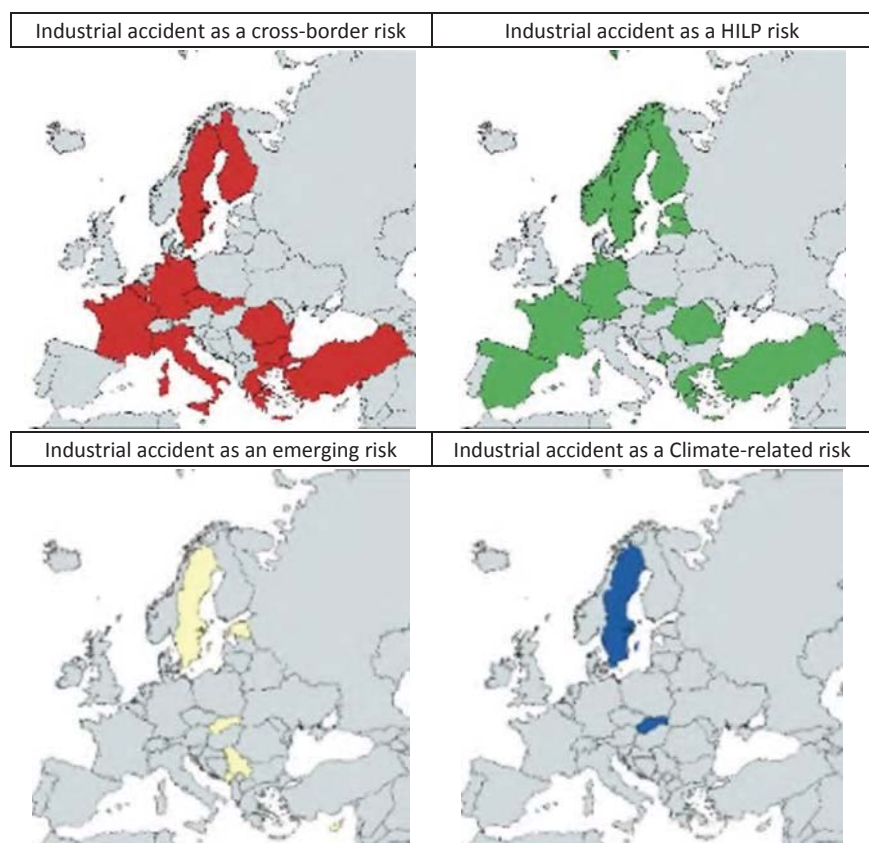 Industrial accident as a cross-border risk
Industrial accident as a HILP risk
Industrial accident as an emerging risk
Industrial accident as a Climate-related risk